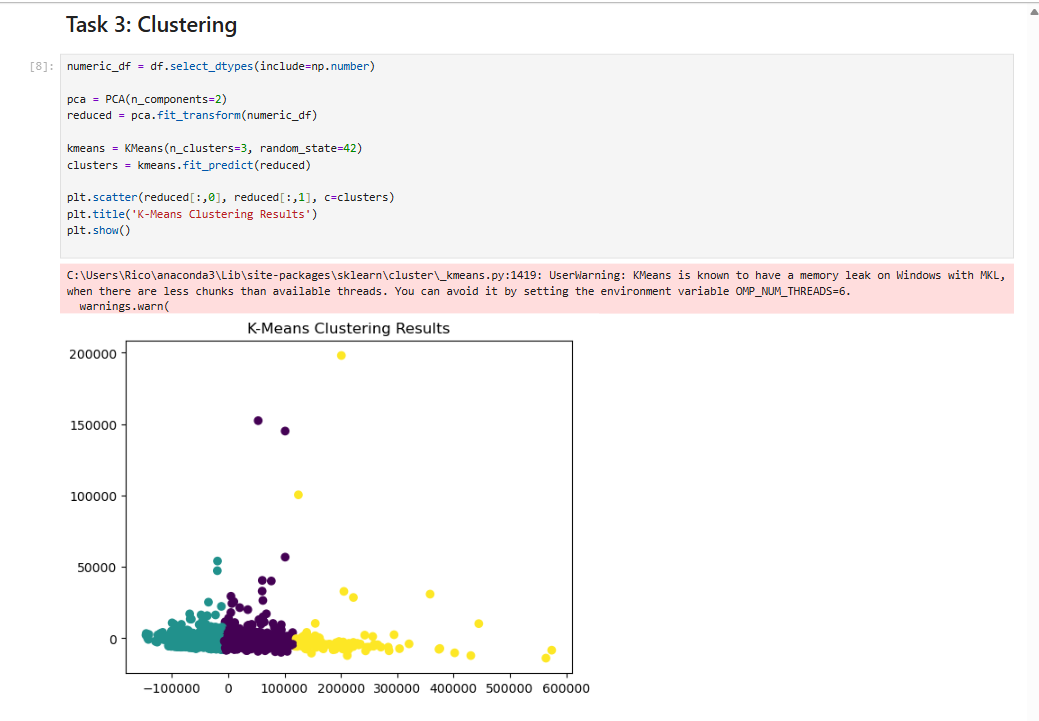 Task 3: Clustering
[8]:
numeric_df = df.select_dtypes(include=np.number)
pca = PCA(n_components=2)
reduced = pca.fit_transform(numeric_df)
kmeans = KMeans(n_clusters=3, random_state=42)
clusters = kmeans.fit_predict(reduced)
plt.scatter(reduced[:,0], reduced[:,1], c=clusters)
plt.title('K-Means Clustering Results')
plt.show()
C:\Users\Rico\anaconda3\Lib\site-packages\sklearn\cluster\_kmeans.py:1419: UserWarning: KMeans is known to have a memory leak on Windows with MKL,
when there are less chunks than available threads. You can avoid it by setting the environment variable OMP_NUM_THREADS=6.
  warnings.warn(
K-Means Clustering Results
200000
150000
100000
50000
0
−100000 0 100000 200000 300000 400000 500000 600000